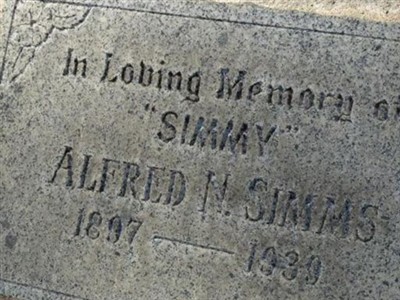 In Loving Memory of
"SIMMY"
ALFRED N. SIMMS
1897 — 1939